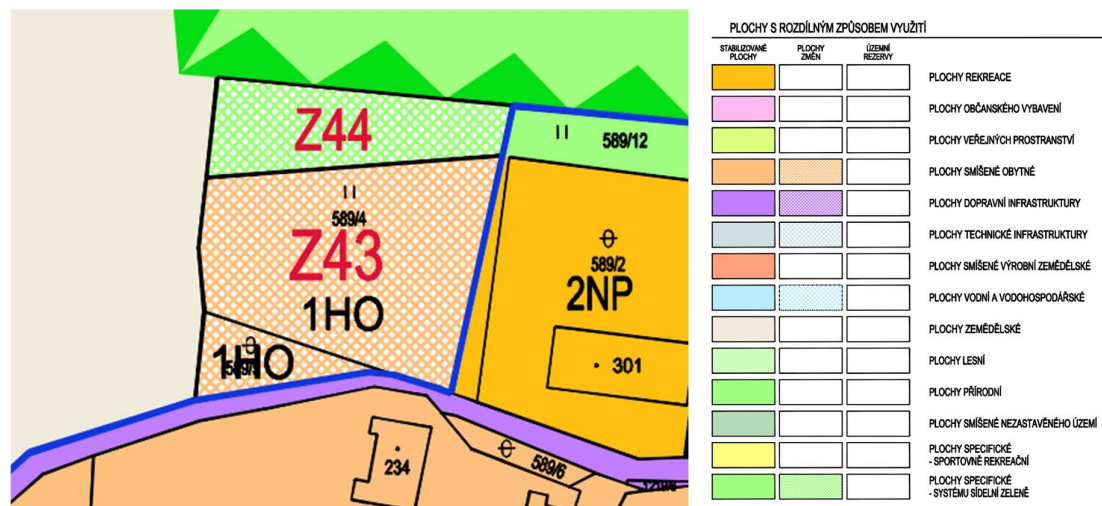 Z44
II
589/12
II
589/4
Z43
1HO
589/2
2NP
1HO
301
234
589/6
PLOCHY S ROZDÍLNÝM ZPŮSOBEM VYUŽITÍ
STABILIZOVANÉ PLOCHY
PLOCHY ZMĚN
ÚZEMNÍ REZERVY
PLOCHY REKREACE
PLOCHY OBČANSKÉHO VYBAVENÍ
PLOCHY VEŘEJNÝCH PROSTRANSTVÍ
PLOCHY SMÍŠENÉ OBYTNÉ
PLOCHY DOPRAVNÍ INFRASTRUKTURY
PLOCHY TECHNICKÉ INFRASTRUKTURY
PLOCHY SMÍŠENÉ VÝROBNÍ ZEMĚDĚLSKÉ
PLOCHY VODNÍ A VODOHOSPODÁŘSKÉ
PLOCHY ZEMĚDĚLSKÉ
PLOCHY LESNÍ
PLOCHY PŘÍRODNÍ
PLOCHY SMÍŠENÉ NEZASTAVĚNÉHO ÚZEMÍ
PLOCHY SPECIFICKÉ
- SPORTOVNĚ REKREAČNÍ
PLOCHY SPECIFICKÉ
- SYSTÉMU SÍDELNÍ ZELENĚ